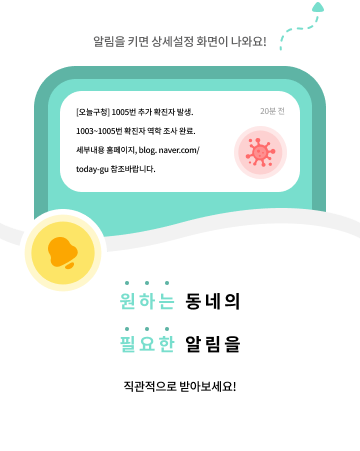 알림을 키면 상세설정 화면이 나와요!
[오늘구청] 1005번 추가 확진자 발생.
20분 전
1003~1005번 확진자 역학 조사 완료.
세부내용 홈페이지, blog. naver.com/
today-gu 참조바랍니다.
원하는 동네의
필요한 알림을
직관적으로 받아보세요!